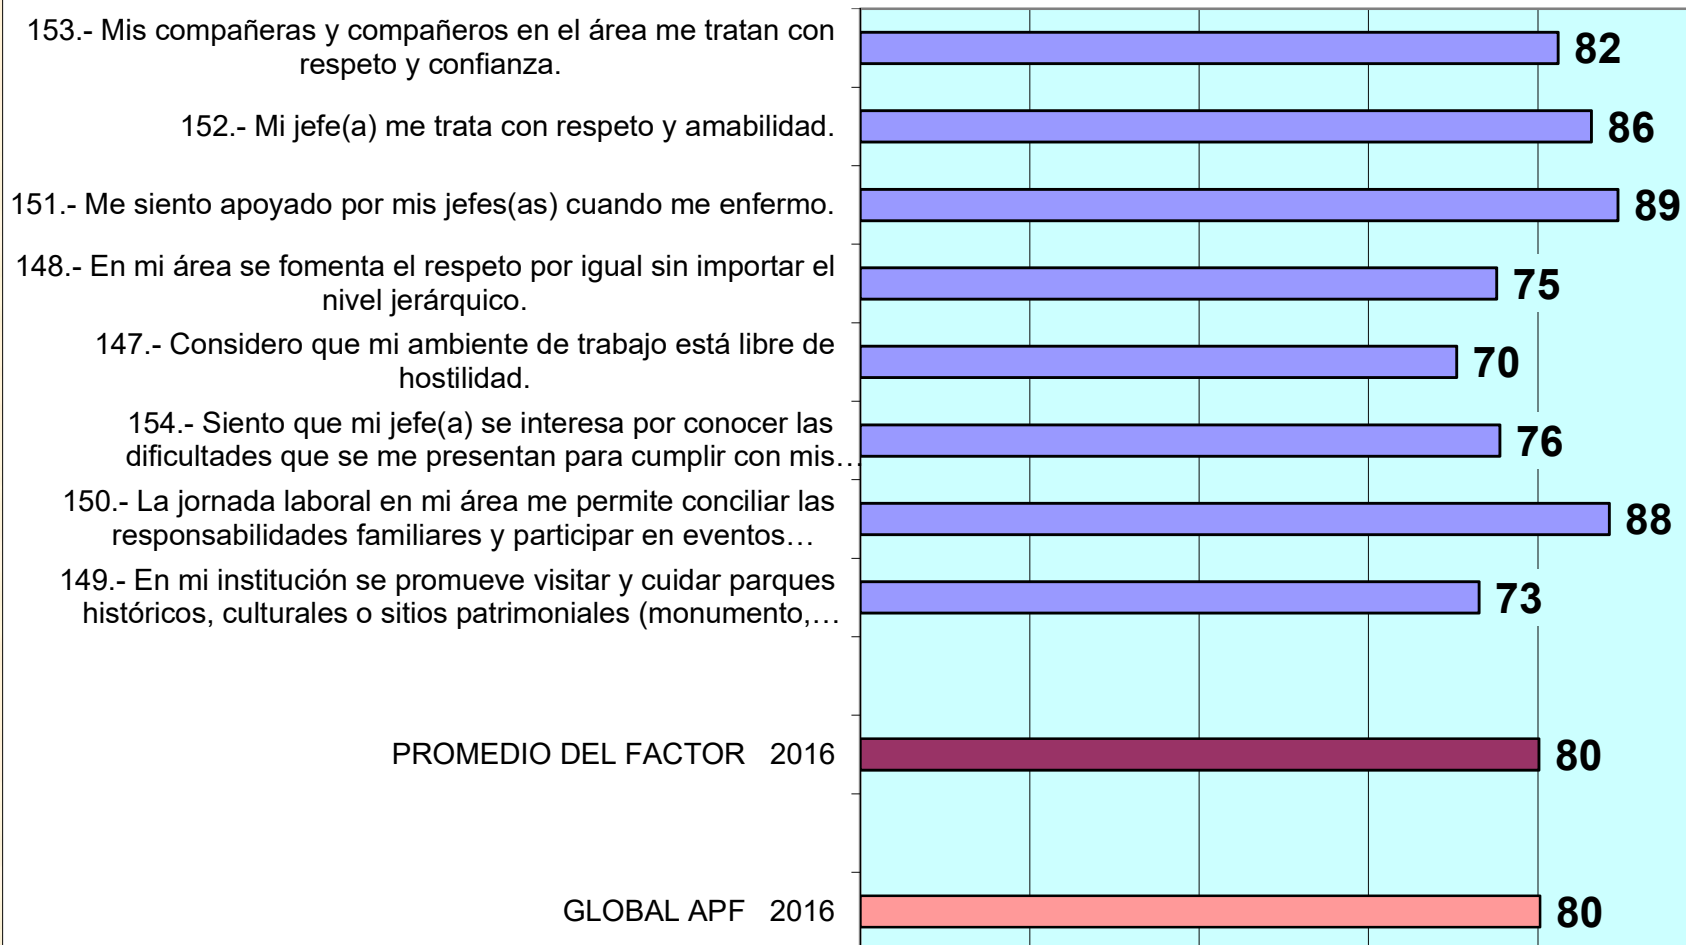 153.- Mis compañeras y compañeros en el área me tratan con
respeto y confianza.
82
152.- Mi jefe(a) me trata con respeto y amabilidad.
86
151.- Me siento apoyado por mis jefes(as) cuando me enfermo.
89
148.- En mi área se fomenta el respeto por igual sin importar el
nivel jerárquico.
75
147.- Considero que mi ambiente de trabajo está libre de
hostilidad.
70
154.- Siento que mi jefe(a) se interesa por conocer las
dificultades que se me presentan para cumplir con mis…
76
150.- La jornada laboral en mi área me permite conciliar las
responsabilidades familiares y participar en eventos…
88
149.- En mi institución se promueve visitar y cuidar parques
históricos, culturales o sitios patrimoniales (monumento,…
73
PROMEDIO DEL FACTOR 2016
80
GLOBAL APF 2016
80